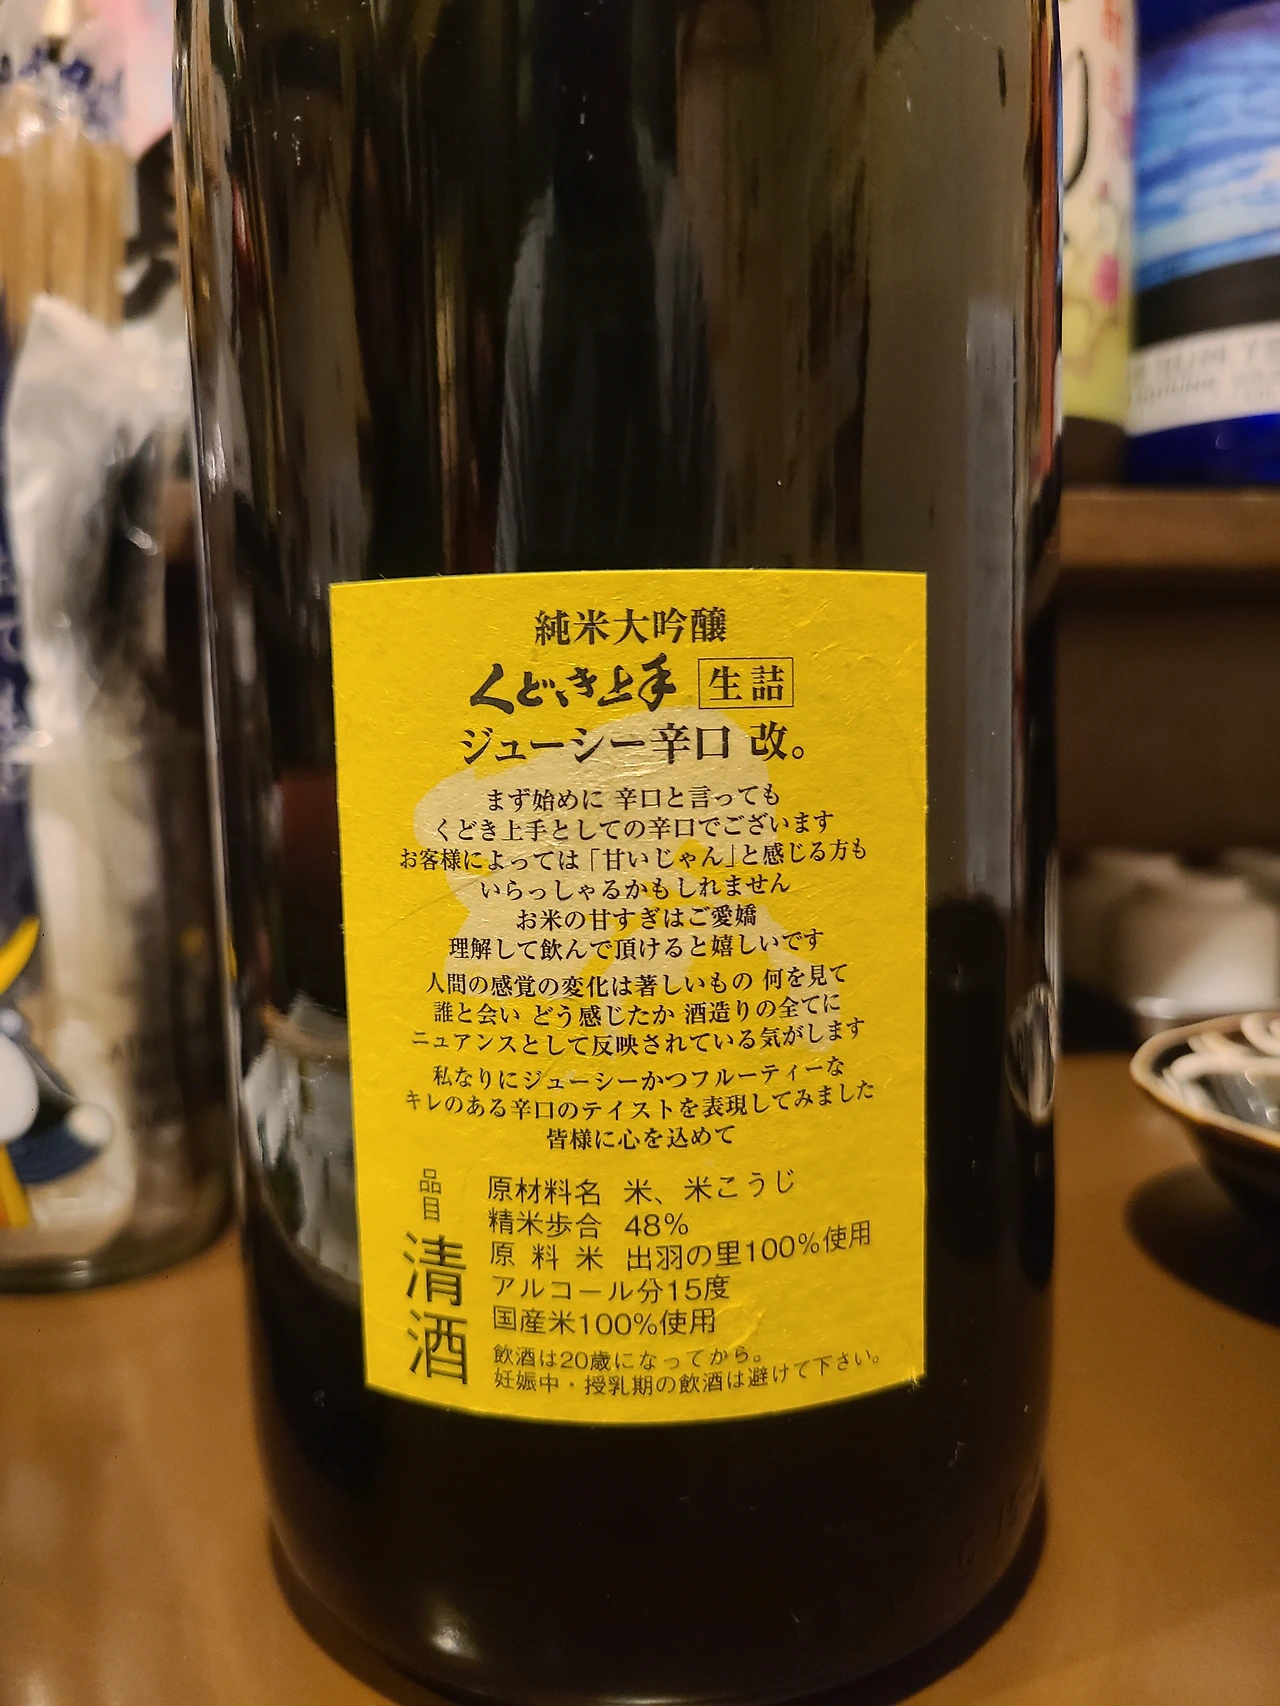 純米大吟醸
くどき上手 生詰
ジューシー辛口 改。
まず始めに 辛口と言っても
くどき上手としての辛口でございます
お客様によっては「甘いじゃん」と感じる方も
いらっしゃるかもしれません
お米の甘すぎはご愛嬌
理解して飲んで頂けると嬉しいです
人間の感覚の変化は著しいもの 何を見て
誰と会い どう感じたか 酒造りの全てに
ニュアンスとして反映されている気がします
私なりにジューシーかつフルーティーな
キレのある辛口のテイストを表現してみました
皆様に心を込めて
品目
清酒
原材料名 米、米こうじ
精米歩合 48%
原料米 出羽の里100%使用
アルコール分15度
国産米100%使用
飲酒は20歳になってから。
妊娠中・授乳期の飲酒は避けて下さい。